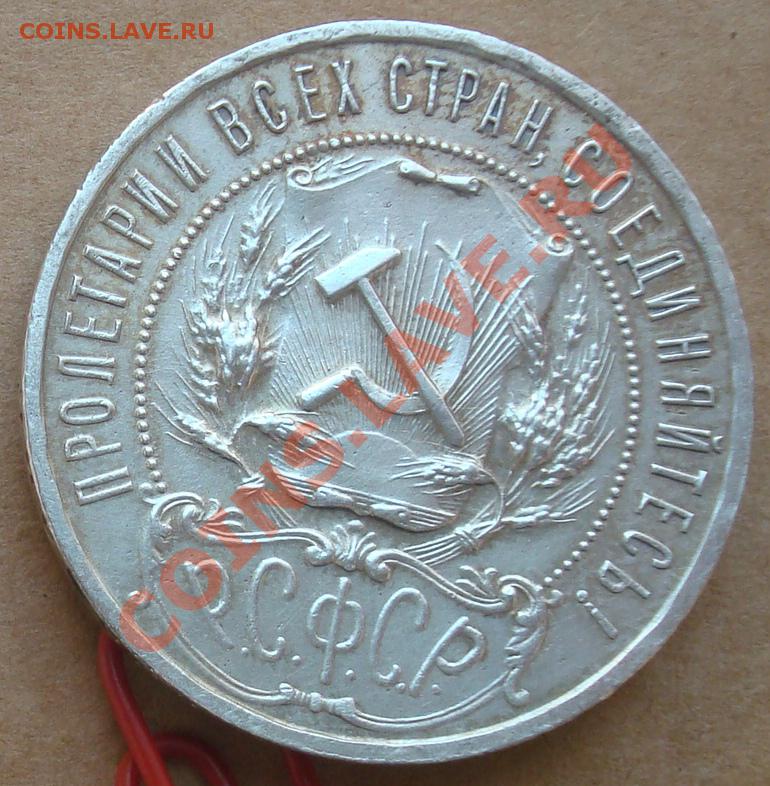 COINS.LAVE.RU
ПРОЛЕТАРИИ ВСЕХ СТРАН, СОЕДИНЯЙТЕСЬ!
COINS.LAVE.RU
Р.С.Ф.С.Р.